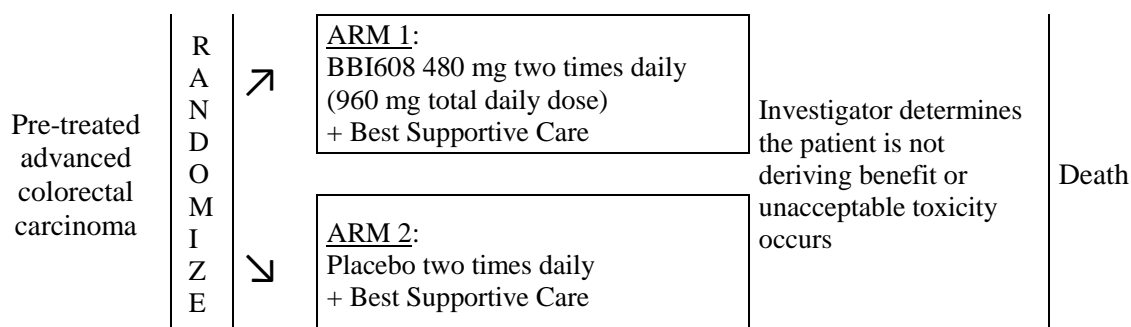 Pre-treated
advanced
colorectal
carcinoma
R
A
N
D
O
M
I
Z
E
ARM 1:
BBI608 480 mg two times daily
(960 mg total daily dose)
+ Best Supportive Care
ARM 2:
Placebo two times daily
+ Best Supportive Care
Investigator determines
the patient is not
deriving benefit or
unacceptable toxicity
occurs
Death